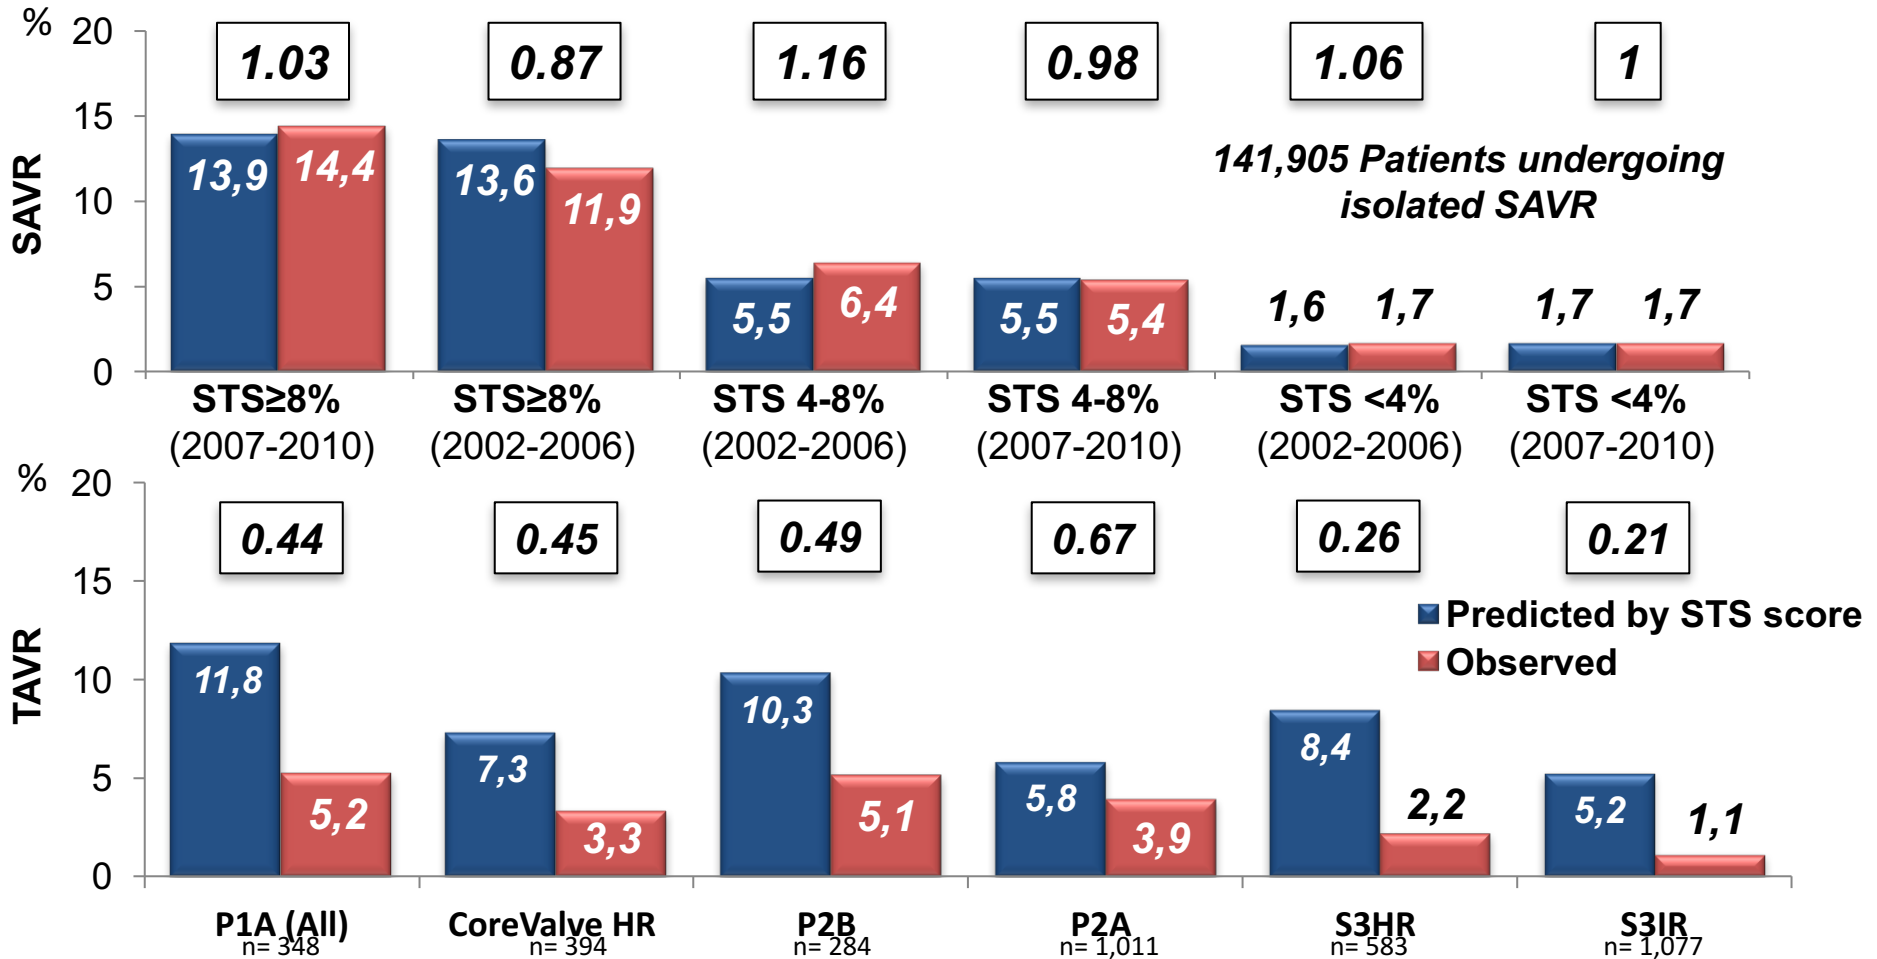 %
20
15
10
5
0
SAVR
1.03
0.87
1.16
0.98
1.06
1
141,905 Patients undergoing
isolated SAVR
13,9
14,4
13,6
11,9
5,5
6,4
5,5
5,4
1,6
1,7
1,7
1,7
STS≥8%
(2007-2010)
STS≥8%
(2002-2006)
STS 4-8%
(2002-2006)
STS 4-8%
(2007-2010)
STS <4%
(2002-2006)
STS <4%
(2007-2010)
%
20
15
10
5
0
TAVR
0.44
0.45
0.49
0.67
0.26
0.21
Predicted by STS score
Observed
11,8
5,2
7,3
3,3
10,3
5,1
5,8
3,9
8,4
2,2
5,2
1,1
P1A (All)
n= 348
CoreValve HR
n= 394
P2B
n= 284
P2A
n= 1,011
S3HR
n= 583
S3IR
n= 1,077